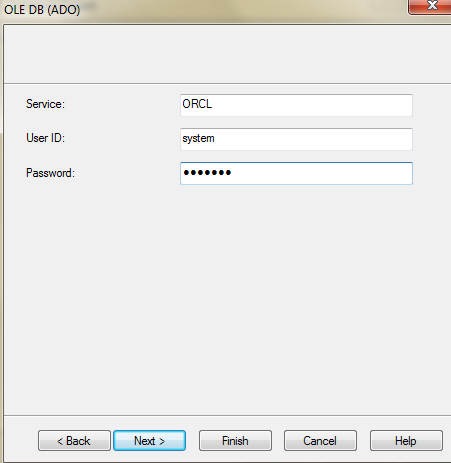 OLE DB (ADO)
Service: ORCL
User ID: system
Password: •••••••
< Back Next > Finish Cancel Help